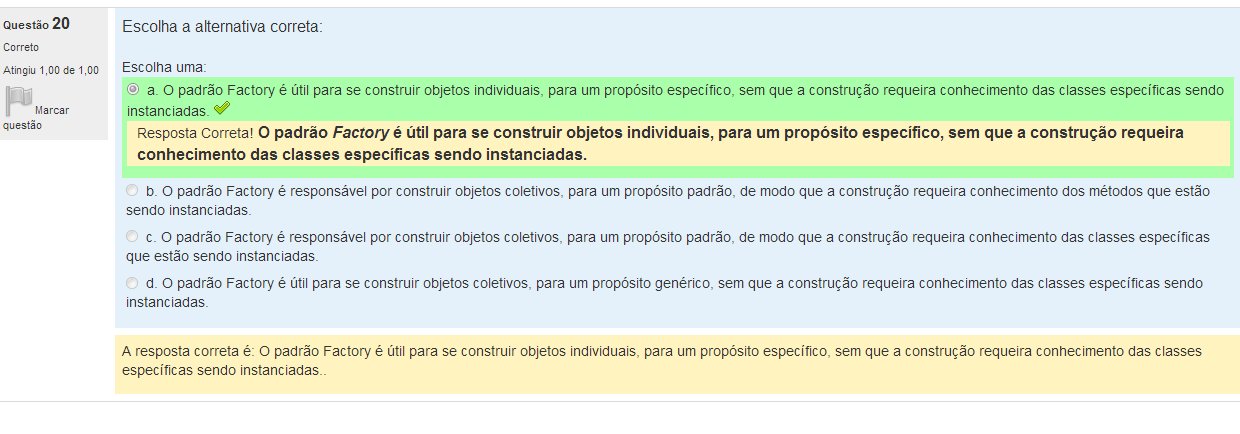 Questão 20
Correto
Atingiu 1,00 de 1,00
Marcar
questão
Escolha a alternativa correta:
Escolha uma:
a. O padrão Factory é útil para se construir objetos individuais, para um propósito específico, sem que a construção requeira conhecimento das classes específicas sendo
instanciadas.
Resposta Correta! O padrão Factory é útil para se construir objetos individuais, para um propósito específico, sem que a construção requeira
conhecimento das classes específicas sendo instanciadas.
b. O padrão Factory é responsável por construir objetos coletivos, para um propósito padrão, de modo que a construção requeira conhecimento dos métodos que estão
sendo instanciadas.
c. O padrão Factory é responsável por construir objetos coletivos, para um propósito padrão, de modo que a construção requeira conhecimento das classes específicas
que estão sendo instanciadas.
d. O padrão Factory é útil para se construir objetos coletivos, para um propósito genérico, sem que a construção requeira conhecimento das classes específicas sendo
instanciadas.
A resposta correta é: O padrão Factory é útil para se construir objetos individuais, para um propósito específico, sem que a construção requeira conhecimento das classes
específicas sendo instanciadas..